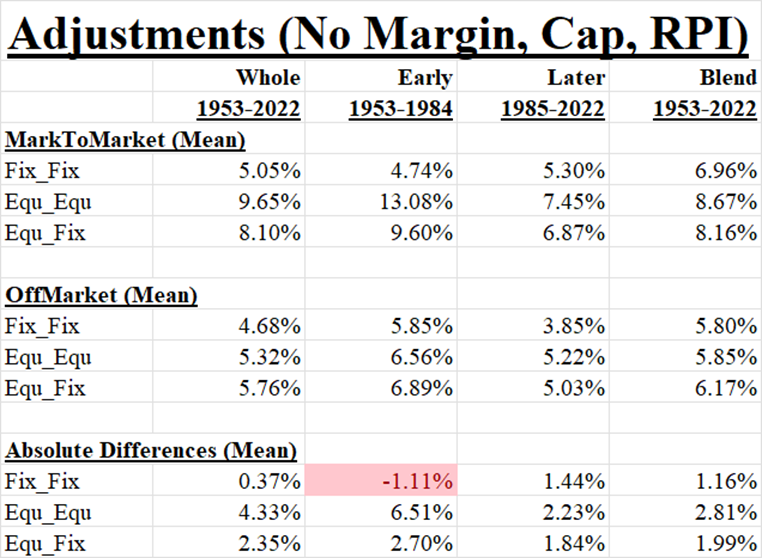 Adjustments (No Margin, Cap, RPI)
Whole Early Later Blend
1953-2022 1953-1984 1985-2022 1953-2022
MarkToMarket (Mean)
Fix_Fix 5.05% 4.74% 5.30% 6.96%
Equ_Equ 9.65% 13.08% 7.45% 8.67%
Equ_Fix 8.10% 9.60% 6.87% 8.16%
OffMarket (Mean)
Fix_Fix 4.68% 5.85% 3.85% 5.80%
Equ_Equ 5.32% 6.56% 5.22% 5.85%
Equ_Fix 5.76% 6.89% 5.03% 6.17%
Absolute Differences (Mean)
Fix_Fix 0.37% -1.11% 1.44% 1.16%
Equ_Equ 4.33% 6.51% 2.23% 2.81%
Equ_Fix 2.35% 2.70% 1.84% 1.99%